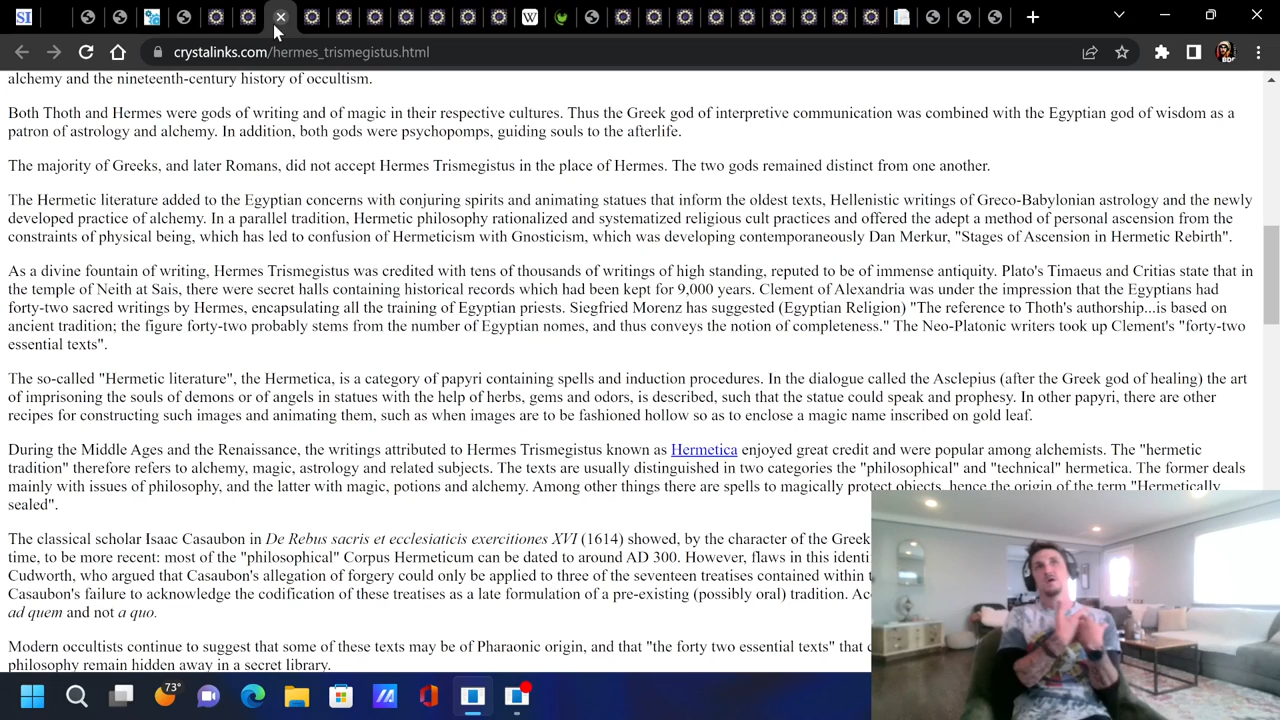 SI
W
crystalinks.com/hermes_trismegistus.html
BDF
alchemy and the nineteenth-century history of occultism.
Both Thoth and Hermes were gods of writing and of magic in their respective cultures. Thus the Greek god of interpretive communication was combined with the Egyptian god of wisdom as a
patron of astrology and alchemy. In addition, both gods were psychopomps, guiding souls to the afterlife.
The majority of Greeks, and later Romans, did not accept Hermes Trismegistus in the place of Hermes. The two gods remained distinct from one another.
The Hermetic literature added to the Egyptian concerns with conjuring spirits and animating statues that inform the oldest texts, Hellenistic writings of Greco-Babylonian astrology and the newly
developed practice of alchemy. In a parallel tradition, Hermetic philosophy rationalized and systematized religious cult practices and offered the adept a method of personal ascension from the
constraints of physical being, which has led to confusion of Hermeticism with Gnosticism, which was developing contemporaneously Dan Merkur, "Stages of Ascension in Hermetic Rebirth".
As a divine fountain of writing, Hermes Trismegistus was credited with tens of thousands of writings of high standing, reputed to be of immense antiquity. Plato's Timaeus and Critias state that in
the temple of Neith at Sais, there were secret halls containing historical records which had been kept for 9,000 years. Clement of Alexandria was under the impression that the Egyptians had
forty-two sacred writings by Hermes, encapsulating all the training of Egyptian priests. Siegfried Morenz has suggested (Egyptian Religion) "The reference to Thoth's authorship...is based on
ancient tradition; the figure forty-two probably stems from the number of Egyptian nomes, and thus conveys the notion of completeness." The Neo-Platonic writers took up Clement's "forty-two
essential texts".
The so-called "Hermetic literature", the Hermetica, is a category of papyri containing spells and induction procedures. In the dialogue called the Asclepius (after the Greek god of healing) the art
of imprisoning the souls of demons or of angels in statues with the help of herbs, gems and odors, is described, such that the statue could speak and prophesy. In other papyri, there are other
recipes for constructing such images and animating them, such as when images are to be fashioned hollow so as to enclose a magic name inscribed on gold leaf.
During the Middle Ages and the Renaissance, the writings attributed to Hermes Trismegistus known as Hermetica enjoyed great credit and were popular among alchemists. The "hermetic
tradition" therefore refers to alchemy, magic, astrology and related subjects. The texts are usually distinguished in two categories the "philosophical" and "technical" hermetica. The former deals
mainly with issues of philosophy, and the latter with magic, potions and alchemy. Among other things there are spells to magically protect objects, hence the origin of the term "Hermetically
sealed".
The classical scholar Isaac Casaubon in De Rebus sacris et ecclesiaticis exercitiones XVI (1614) showed, by the character of the Greek
time, to be more recent: most of the "philosophical" Corpus Hermeticum can be dated to around AD 300. However, flaws in this identi
Cudworth, who argued that Casaubon's allegation of forgery could only be applied to three of the seventeen treatises contained within t
Casaubon's failure to acknowledge the codification of these treatises as a late formulation of a pre-existing (possibly oral) tradition. Ac
ad quem and not a quo.
Modern occultists continue to suggest that some of these texts may be of Pharaonic origin, and that "the forty two essential texts" that c
philosophy remain hidden away in a secret library.
73°